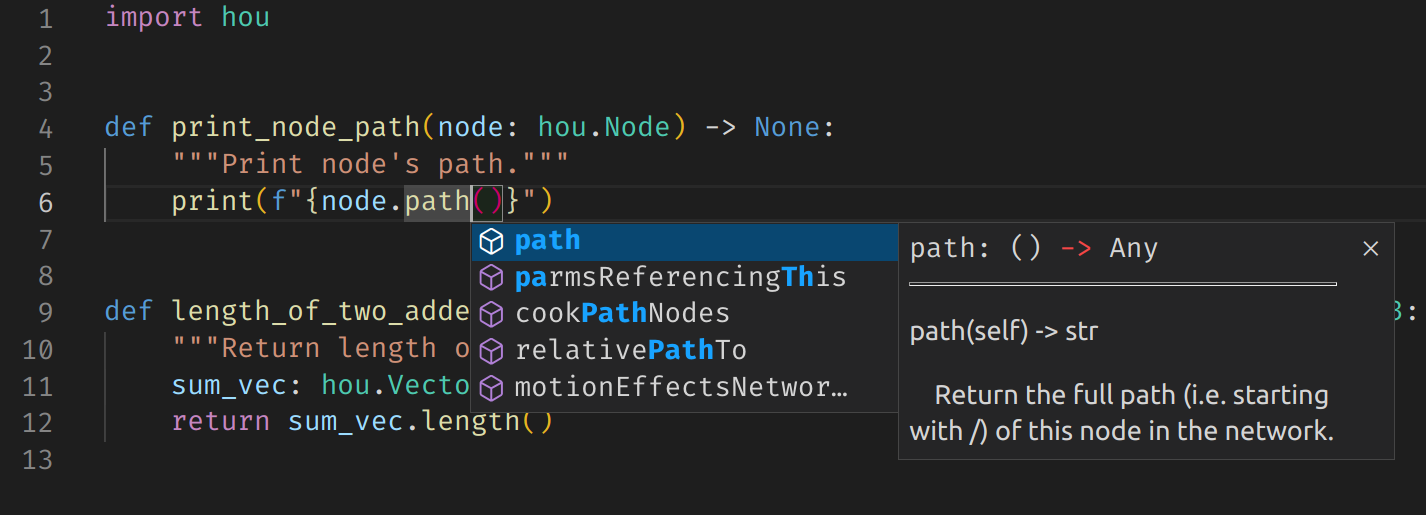 1 import hou
2
3
4 def print_node_path(node: hou.Node) -> None:
5 """Print node's path."""
6 print(f"{node.path()}")
7
8
9 def length_of_two_adde 3:
10 """Return length o
11 sum_vec: hou.Vecto
12 return sum_vec.length()
13
path
parmsReferencingThis
cookPathNodes
relativePathTo
motionEffectsNetwor…
path: () -> Any ×
path(self) -> str
Return the full path (i.e. starting
with /) of this node in the network.